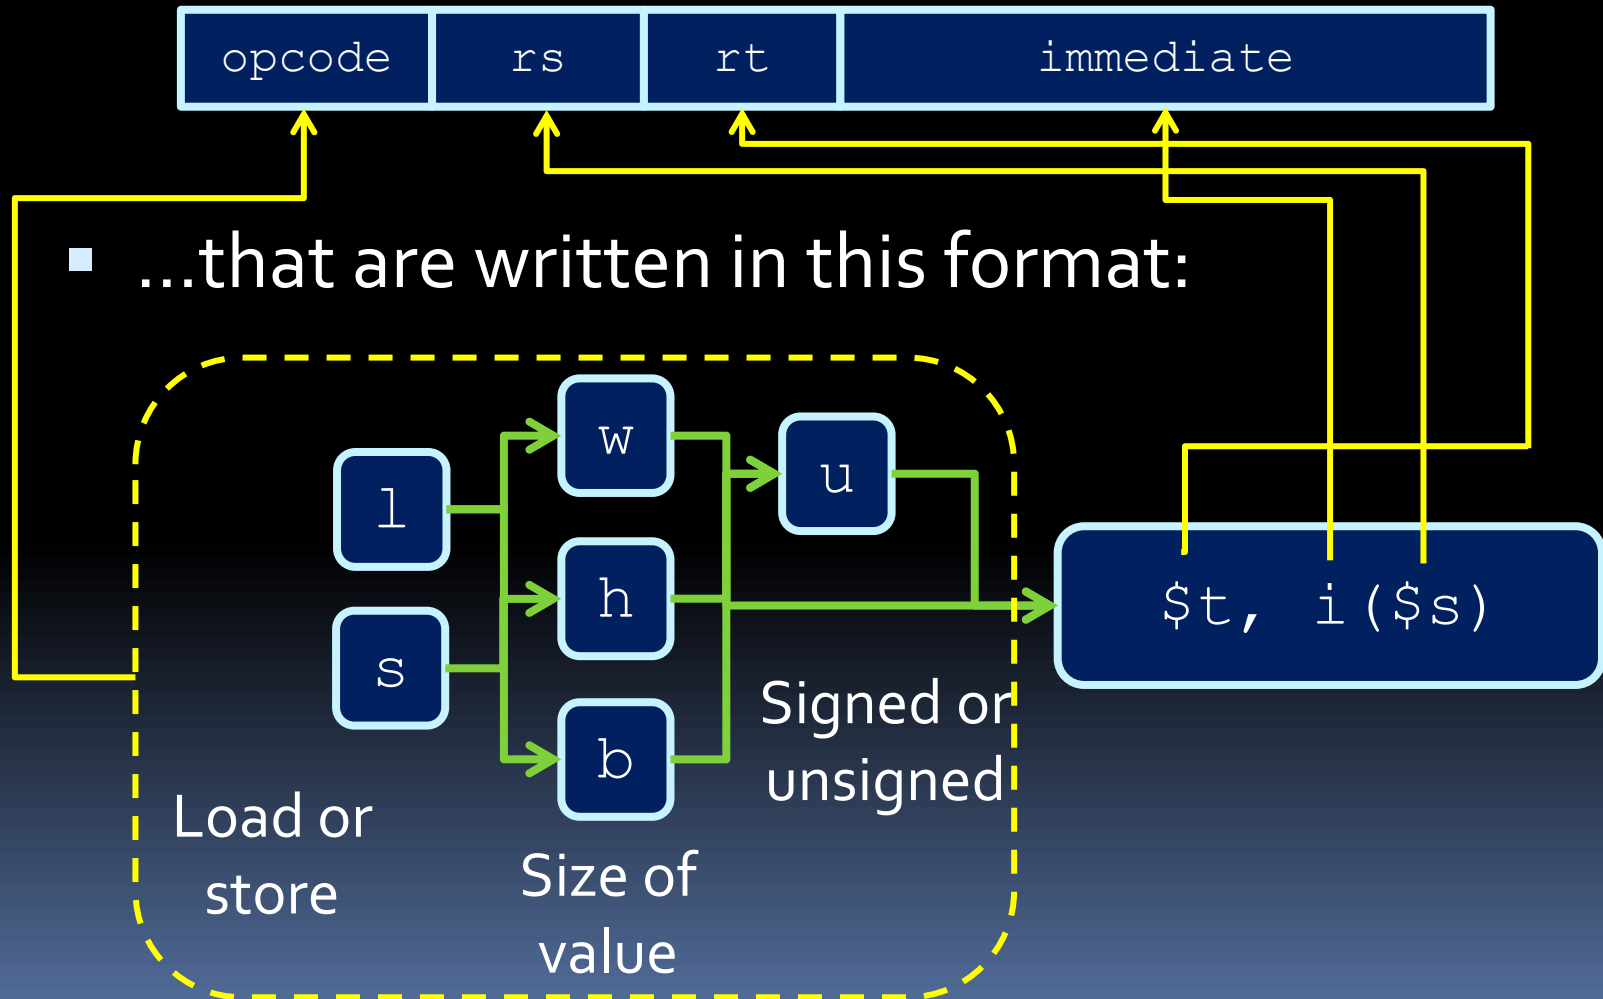 opcode rs rt immediate
...that are written in this format:
l
s
w
h
b
u
$t, i($s)
Load or
store
Size of
value
Signed or
unsigned